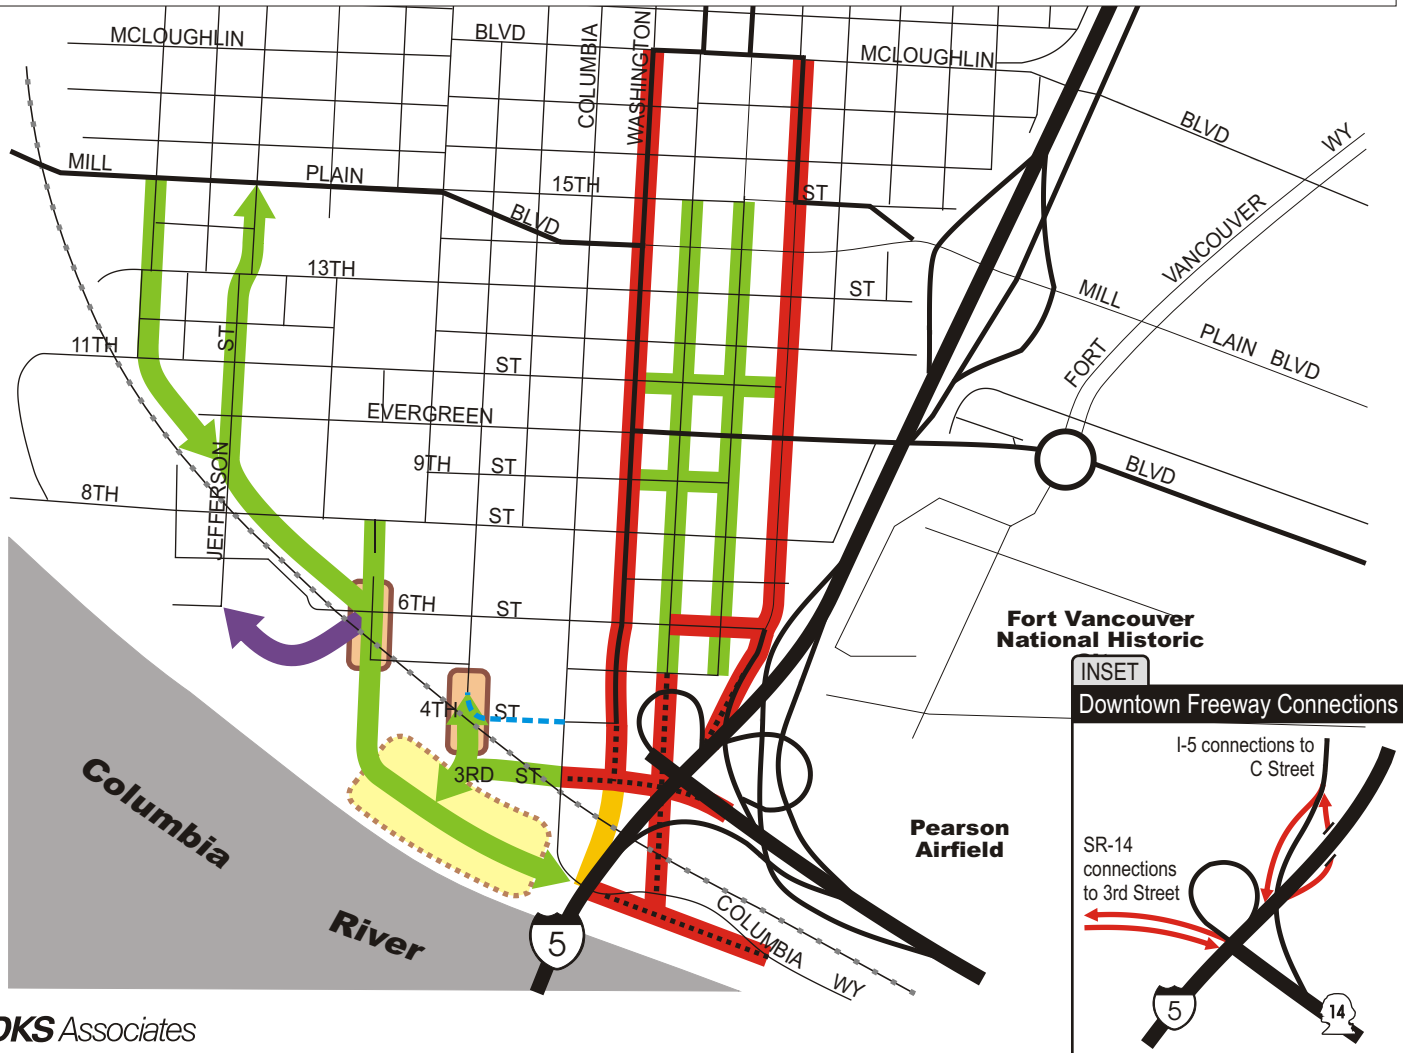 MCLOUGHLIN
BLVD
COLUMBIA
WASHINGTON
MCLOUGHLIN
BLVD
WY
MILL
PLAIN
15TH
ST
BLVD
VANCOUVER
13TH
ST
MILL
PLAIN BLVD
11TH
ST
ST
FORT
EVERGREEN
9TH ST
BLVD
8TH
JEFFERSON
ST
6TH
ST
Fort Vancouver
National Historic
INSET
4TH
ST
Downtown Freeway Connections
I-5 connections to
C Street
3RD ST
Columbia
Pearson
Airfield
SR-14
connections
to 3rd Street
River
5
COLUMBIA
WY
5
14
DKS Associates